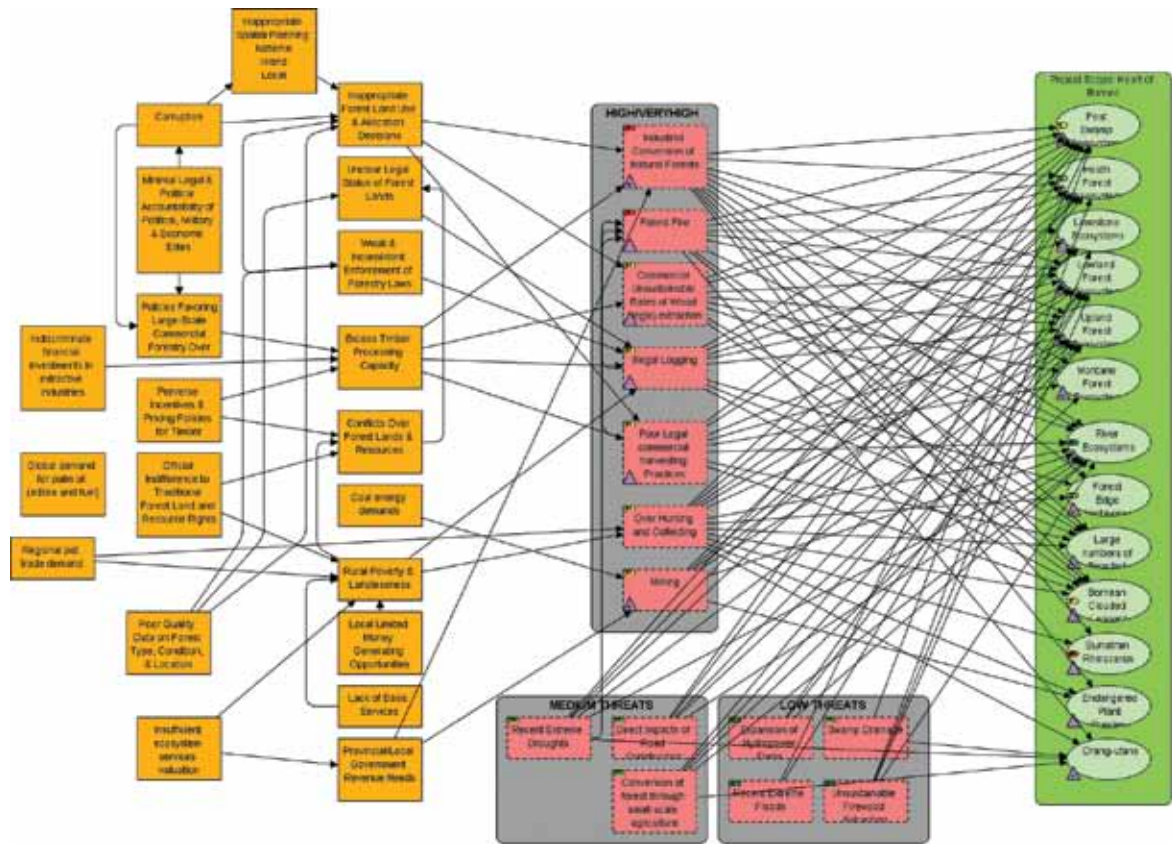 Inappropriate
Spatial Planning
National
Island
Local
Corruption
Inappropriate
Forest Land Use
& Allocation
Decisions
Minimal Legal &
Political
Accountability of
Political, Military
& Economic
Elites
Unclear Legal
Status of Forest
Lands
Weak &
Inconsistent
Enforcement of
Forestry Laws
Policies Favoring
Large-Scale
Commercial
Forestry Over
Indiscriminate
financial
investments in
extractive
industries
Excess Timber
Processing
Capacity
Perverse
Incentives &
Pricing Policies
for Timber
Conflicts Over
Forest Lands &
Resources
Global demand
for palm oil
(edible and fuel)
Official
Indifference to
Traditional
Forest Land and
Resource Rights
Coal energy
demands
Regional pet
trade demand
Rural Poverty &
Landlessness
Poor Quality
Data on Forest
Type, Condition,
& Location
Local Limited
Money
Generating
Opportunities
Lack of Basic
Services
Insufficient
ecosystem
services
valuation
Provincial/Local
Government
Revenue Needs
HIGH/VERYHIGH
Industrial
Conversion of
Natural Forests
Forest Fire
Commercial
Unsustainable
Rates of Wood
(legal) extraction
Illegal Logging
Poor Legal
commercial
harvesting
Practices
Over Hunting
and Collecting
Mining
MEDIUM THREATS
Recent Extreme
Droughts
Direct Impacts of
Road
Conversion of
forest through
small scale
agriculture
LOW THREATS
Expansion of
Swamp Drainage
Recent Extreme
Floods
Unsustainable
Firewood
Project Scope: Heart of
Borneo
Peat
Swamp
Heath
Forest
Limestone
Ecosystems
Lowland
Forest
Upland
Forest
Montane
Forest
River
Ecosystems
Forest
Edge
Large
numbers of
Bornean
Clouded
Sumatran
Rhinoceros
Endangered
Plant
Orang-utans